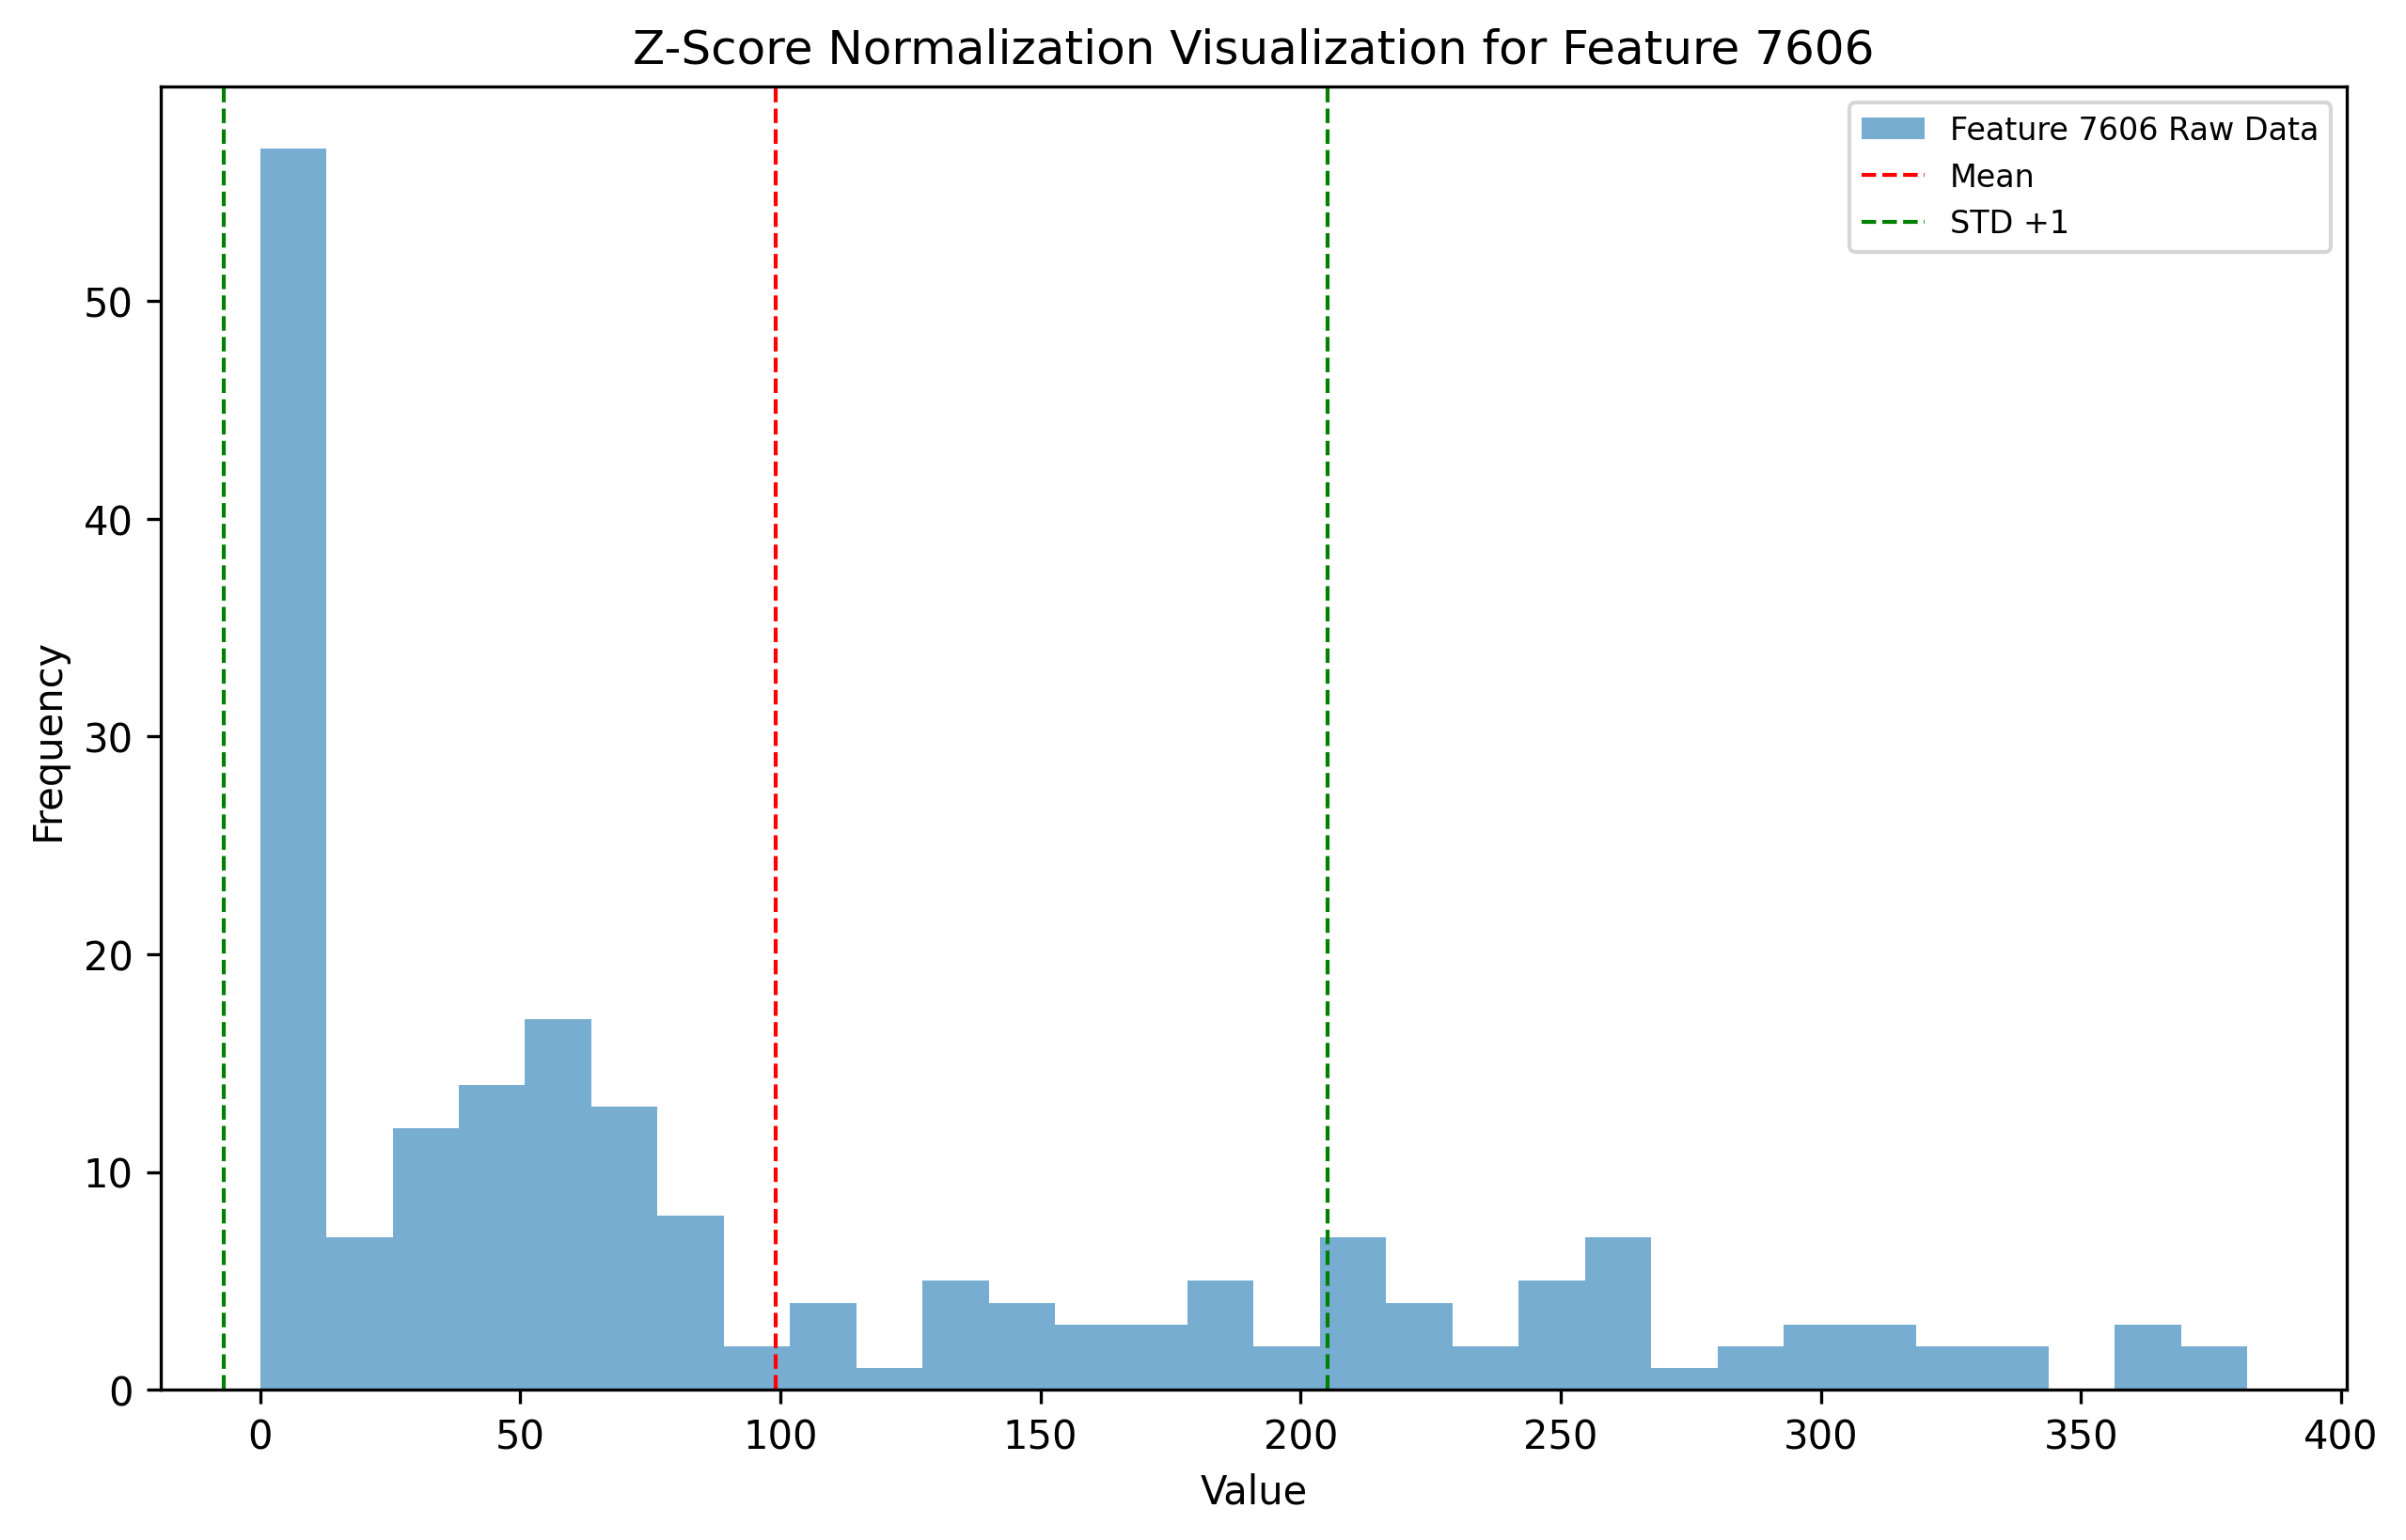 Z-Score Normalization Visualization for Feature 7606
Feature 7606 Raw Data
Mean
STD +1
50
40
30
20
10
0
Frequency
0 50 100 150 200 250 300 350 400
Value